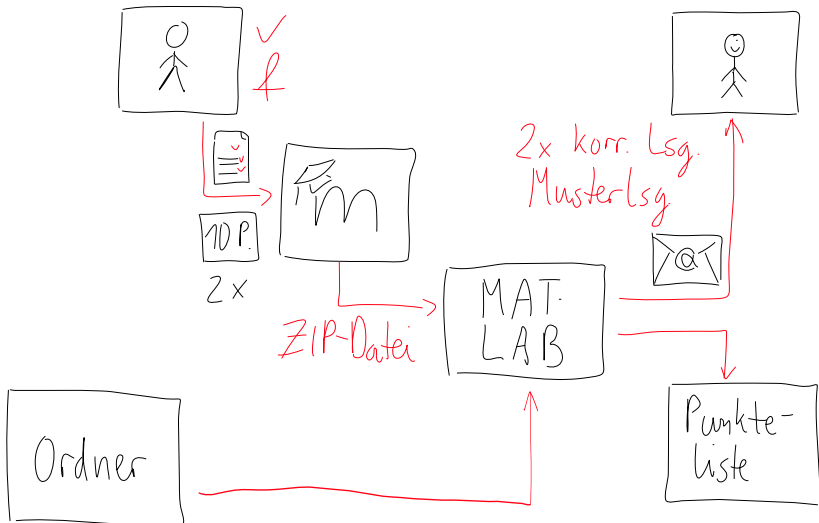 10 P.
2x
m
ZIP-Datei
MAT-
LAB
2x korr. Lsg.
Musterlsg
@
Ordner
Punkte-
liste